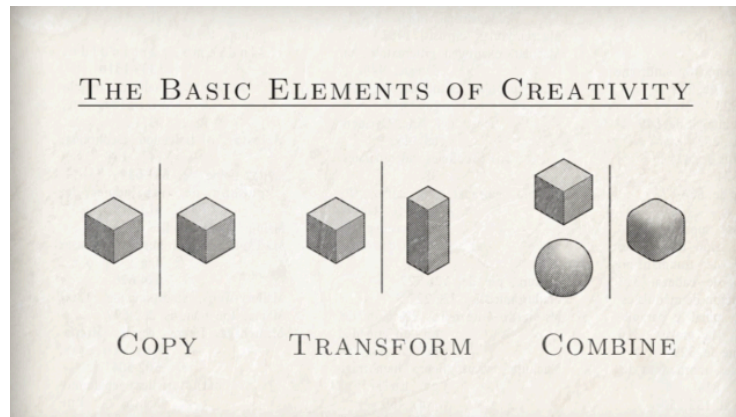 The Basic Elements of Creativity
Copy
Transform
Combine